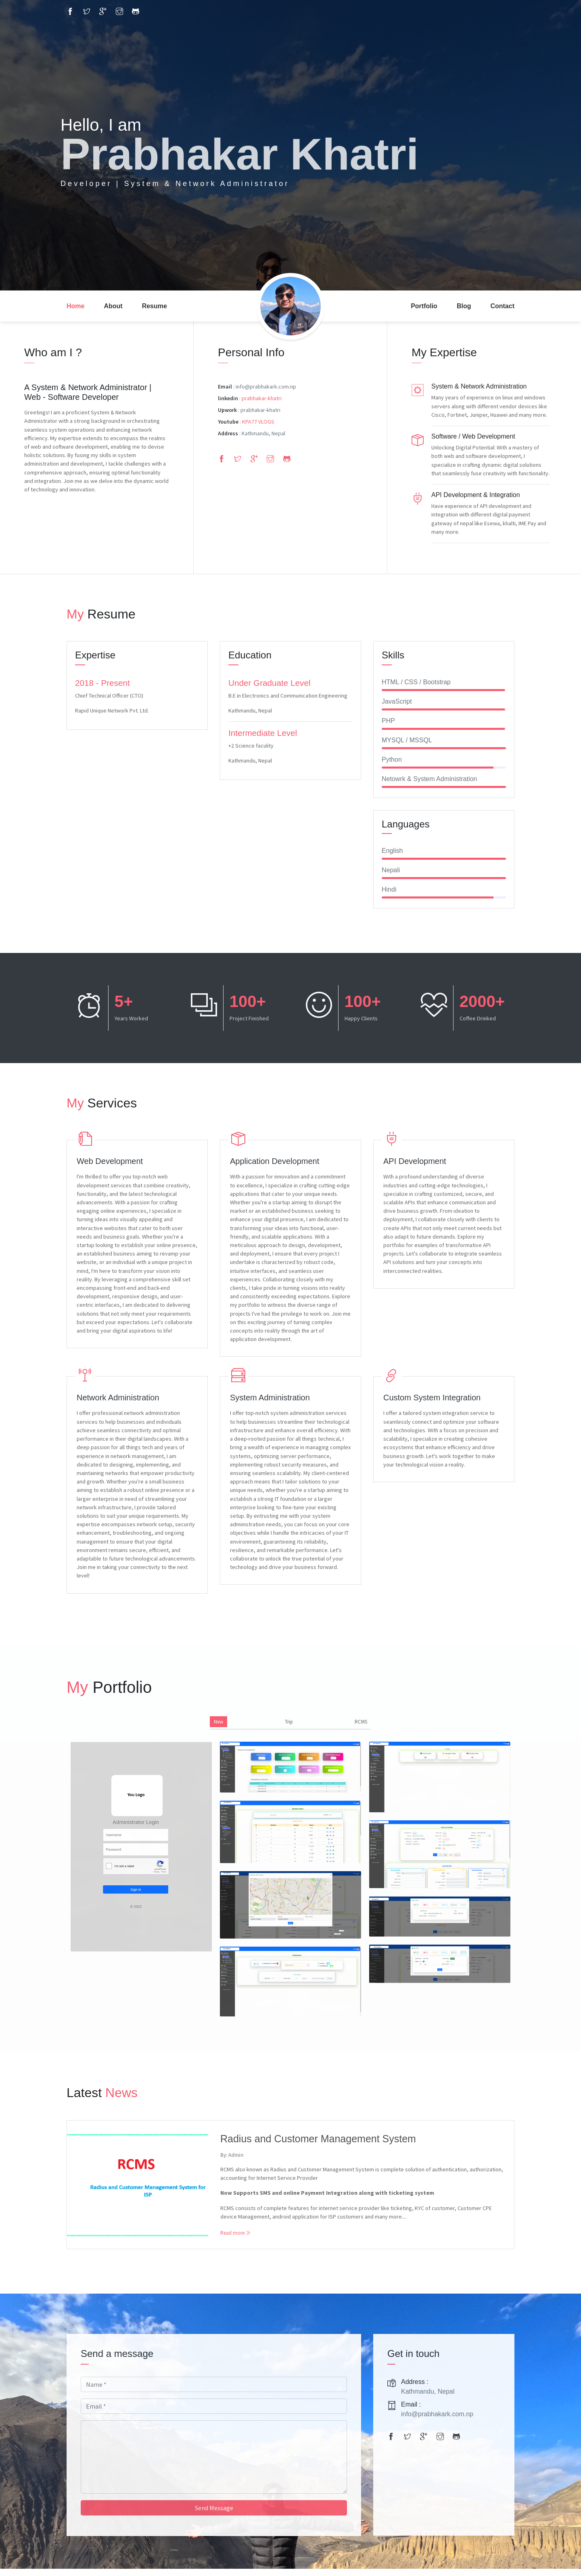 Hello, I am
Prabhakar Khatri
Developer | System & Network Administrator
Home
About
Resume
Portfolio
Blog
Contact
Who am I ?
A System & Network Administrator |
Web - Software Developer
Greetings! I am a proficient System & Network
Administrator with a strong background in orchestrating
seamless system operations and enhancing network
efficiency. My expertise extends to encompass the realms
of web and software development, enabling me to devise
holistic solutions. By fusing my skills in system
administration and development, I tackle challenges with a
comprehensive approach, ensuring optimal functionality
and integration. Join me as we delve into the dynamic world
of technology and innovation.
Personal Info
Email : info@prabhakark.com.np
linkedin : prabhakar-khatri
Upwork : prabhakar-khatri
Youtube : KPA77 VLOGS
Address : Kathmandu, Nepal
My Expertise
System & Network Administration
Many years of experience on linux and windows
servers along with different vendor devices like
Cisco, Fortinet, Juniper, Huawei and many more.
Software / Web Development
Unlocking Digital Potential: With a mastery of
both web and software development, I
specialize in crafting dynamic digital solutions
that seamlessly fuse creativity with functionality.
API Development & Integration
Have experience of API development and
integration with different digital payment
gateway of nepal like Esewa, khalti, IME Pay and
many more.
My Resume
Expertise
2018 - Present
Chief Technical Officer (CTO)
Rapid Unique Network Pvt. Ltd.
Education
Under Graduate Level
B.E in Electronics and Communication Engineering
Kathmandu, Nepal
Intermediate Level
+2 Science faculity
Kathmandu, Nepal
Skills
HTML / CSS / Bootstrap
JavaScript
PHP
MYSQL / MSSQL
Python
Netowrk & System Administration
Languages
English
Nepali
Hindi
5+
Years Worked
100+
Project Finished
100+
Happy Clients
2000+
Coffee Drinked
My Services
Web Development
I'm thrilled to offer you top-notch web
development services that combine creativity,
functionality, and the latest technological
advancements. With a passion for crafting
engaging online experiences, I specialize in
turning ideas into visually appealing and
interactive websites that cater to both user
needs and business goals. Whether you're a
startup looking to establish your online presence,
an established business aiming to revamp your
website, or an individual with a unique project in
mind, I'm here to transform your vision into
reality. By leveraging a comprehensive skill set
encompassing front-end and back-end
development, responsive design, and user-
centric interfaces, I am dedicated to delivering
solutions that not only meet your requirements
but exceed your expectations. Let's collaborate
and bring your digital aspirations to life!
Application Development
With a passion for innovation and a commitment
to excellence, I specialize in crafting cutting-edge
applications that cater to your unique needs.
Whether you're a startup aiming to disrupt the
market or an established business seeking to
enhance your digital presence, I am dedicated to
transforming your ideas into functional, user-
friendly, and scalable applications. With a
meticulous approach to design, development,
and deployment, I ensure that every project I
undertake is characterized by robust code,
intuitive interfaces, and seamless user
experiences. Collaborating closely with my
clients, I take pride in turning visions into reality
and consistently exceeding expectations. Explore
my portfolio to witness the diverse range of
projects I've had the privilege to work on. Join me
on this exciting journey of turning complex
concepts into reality through the art of
application development.
API Development
With a profound understanding of diverse
industries and cutting-edge technologies, I
specialize in crafting customized, secure, and
scalable APIs that enhance communication and
drive business growth. From ideation to
deployment, I collaborate closely with clients to
create APIs that not only meet current needs but
also adapt to future demands. Explore my
portfolio for examples of transformative API
projects. Let's collaborate to integrate seamless
API solutions and turn your concepts into
interconnected realities.
Network Administration
I offer professional network administration
services to help businesses and individuals
achieve seamless connectivity and optimal
performance in their digital landscapes. With a
deep passion for all things tech and years of
experience in network management, I am
dedicated to designing, implementing, and
maintaining networks that empower productivity
and growth. Whether you're a small business
aiming to establish a robust online presence or a
larger enterprise in need of streamlining your
network infrastructure, I provide tailored
solutions to suit your unique requirements. My
expertise encompasses network setup, security
enhancement, troubleshooting, and ongoing
management to ensure that your digital
environment remains secure, efficient, and
adaptable to future technological advancements.
Join me in taking your connectivity to the next
level!
System Administration
I offer top-notch system administration services
to help businesses streamline their technological
infrastructure and enhance overall efficiency. With
a deep-rooted passion for all things technical, I
bring a wealth of experience in managing complex
systems, optimizing server performance,
implementing robust security measures, and
ensuring seamless scalability. My client-centered
approach means that I tailor solutions to your
unique needs, whether you're a startup aiming to
establish a strong IT foundation or a larger
enterprise looking to fine-tune your existing
setup. By entrusting me with your system
administration needs, you can focus on your core
objectives while I handle the intricacies of your IT
environment, guaranteeing its reliability,
resilience, and remarkable performance. Let's
collaborate to unlock the true potential of your
technology and drive your business forward.
Custom System Integration
I offer a tailored system integration service to
seamlessly connect and optimize your software
and technologies. With a focus on precision and
scalability, I specialize in creating cohesive
ecosystems that enhance efficiency and drive
business growth. Let's work together to make
your technological vision a reality.
My Portfolio
New
Top
RCMS
You Logo
Administrator Login
Username
Password
I'm not a robot
Sign in
Latest News
RCMS
Radius and Customer Management System for
ISP
Radius and Customer Management System
By: Admin
RCMS also known as Radius and Customer Management System is complete solution of authentication, authorization,
accounting for Internet Service Provider
Now Supports SMS and online Payment Integration along with ticketing system
RCMS consists of complete features for internet service provider like ticketing, KYC of customer, Customer CPE
device Management, android application for ISP customers and many more....
Read more
Send a message
Name *
Email *
Send Message
Get in touch
Address :
Kathmandu, Nepal
Email :
info@prabhakark.com.np